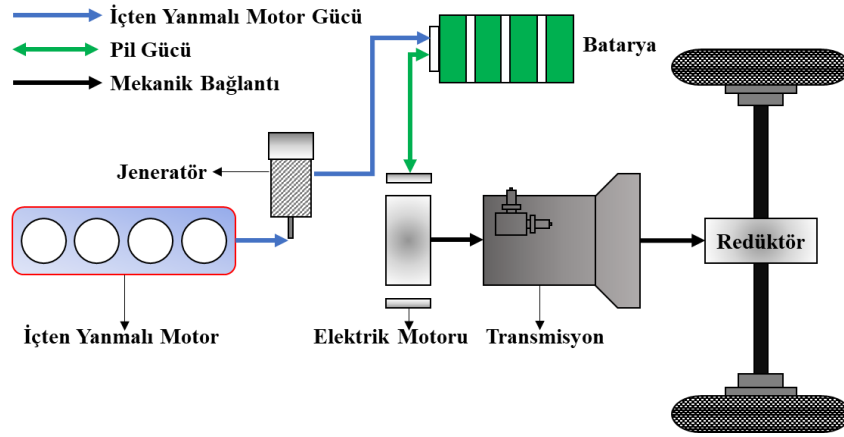 İçten Yanmalı Motor Gücü
Pil Gücü
Mekanik Bağlantı
Batarya
Jeneratör
Redüktör
İçten Yanmalı Motor
Elektrik Motoru
Transmisyon